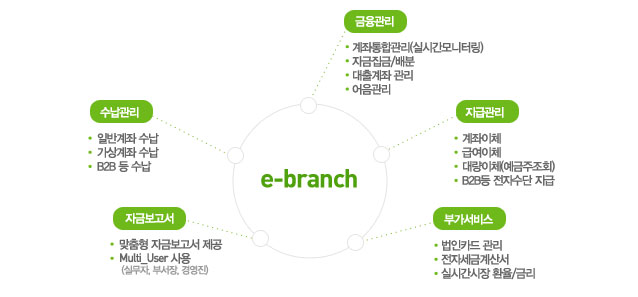 금융관리
• 계좌통합관리(실시간모니터링)
• 자금집금/배분
• 대출계좌 관리
• 어음관리
수납관리
• 일반계좌 수납
• 가상계좌 수납
• B2B 등 수납
지급관리
• 계좌이체
• 급여이체
• 대량이체(예금주조회)
• B2B등 전자수단 지급
e-branch
자금보고서
• 맞춤형 자금보고서 제공
• Multi_User 사용
(실무자, 부서장, 경영진)
부가서비스
• 법인카드 관리
• 전자세금계산서
• 실시간시장 환율/금리